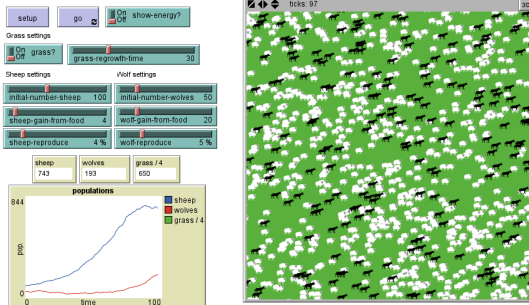 setup
go
On
Off
show-energy?
ticks: 97
3D
Grass settings
On
Off
grass?
grass-regrowth-time 30
Sheep settings
Wolf settings
initial-number-sheep 100
initial-number-wolves 50
sheep-gain-from-food 4
wolf-gain-from-food 20
sheep-reproduce 4 %
wolf-reproduce 5 %
sheep
743
wolves
193
grass / 4
650
populations
844
pop.
0
0
time
100
sheep
wolves
grass / 4